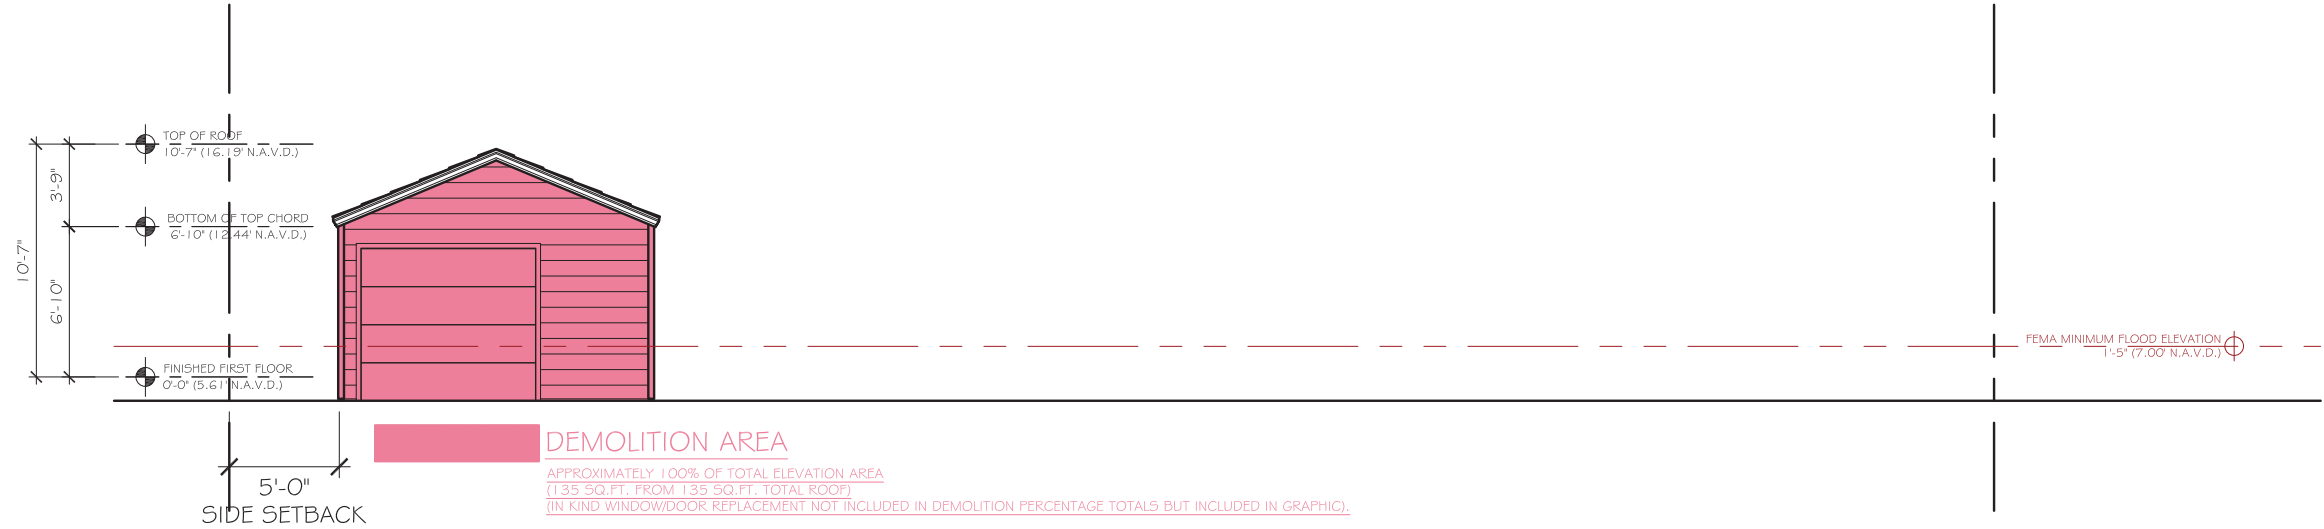 TOP OF ROOF
10'-7" (16.19' N.A.V.D.)
3'-9"
BOTTOM OF TOP CHORD
6'-10" (12.44' N.A.V.D.)
10'-7"
6'-10"
FEMA MINIMUM FLOOD ELEVATION
1'-5" (7.00' N.A.V.D.)
FINISHED FIRST FLOOR
0'-0" (5.61' N.A.V.D.)
DEMOLITION AREA
APPROXIMATELY 100% OF TOTAL ELEVATION AREA
(135 SQ.FT. FROM 135 SQ.FT. TOTAL ROOF)
(IN KIND WINDOW/DOOR REPLACEMENT NOT INCLUDED IN DEMOLITION PERCENTAGE TOTALS BUT INCLUDED IN GRAPHIC).
5'-0"
SIDE SETBACK